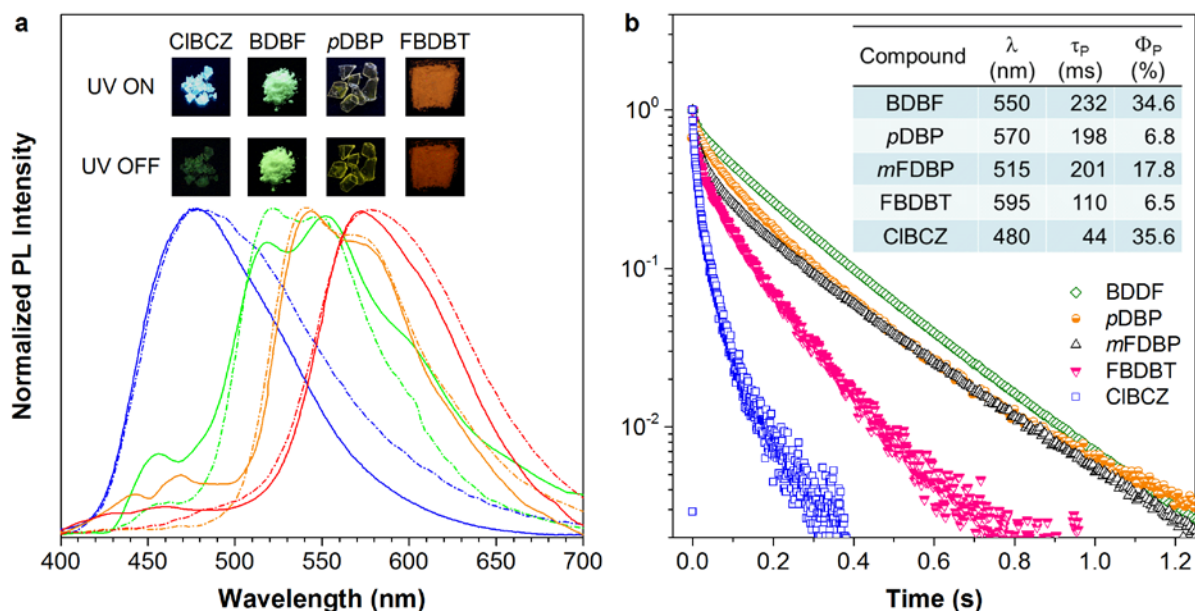 a
ClBCZ BDBF pDBP FBDBT
UV ON
UV OFF
Normalized PL Intensity
400 450 500 550 600 650 700
Wavelength (nm)
b
Compound λ (nm) τP (ms) ΦP (%)
BDBF 550 232 34.6
pDBP 570 198 6.8
mFDBP 515 201 17.8
FBDBT 595 110 6.5
ClBCZ 480 44 35.6
BDDF
pDBP
mFDBP
FBDBT
ClBCZ
10⁰
10⁻¹
10⁻²
0.0 0.2 0.4 0.6 0.8 1.0 1.2
Time (s)